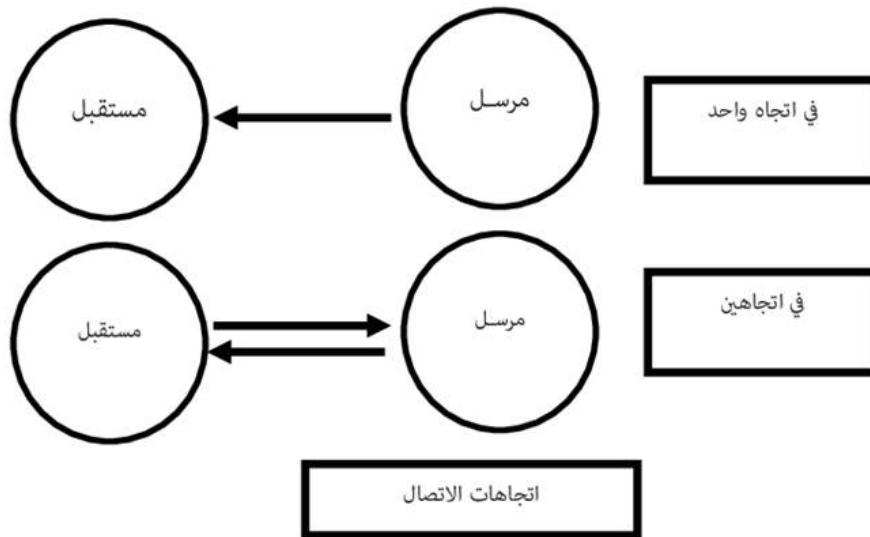 في اتجاه واحد
مرسل
مستقبل
في اتجاهين
مرسل
مستقبل
اتجاهات الاتصال